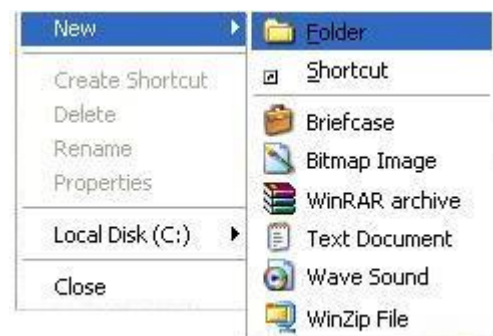 New
Create Shortcut
Delete
Rename
Properties
Local Disk (C:)
Close
Folder
Shortcut
Briefcase
Bitmap Image
WinRAR archive
Text Document
Wave Sound
WinZip File